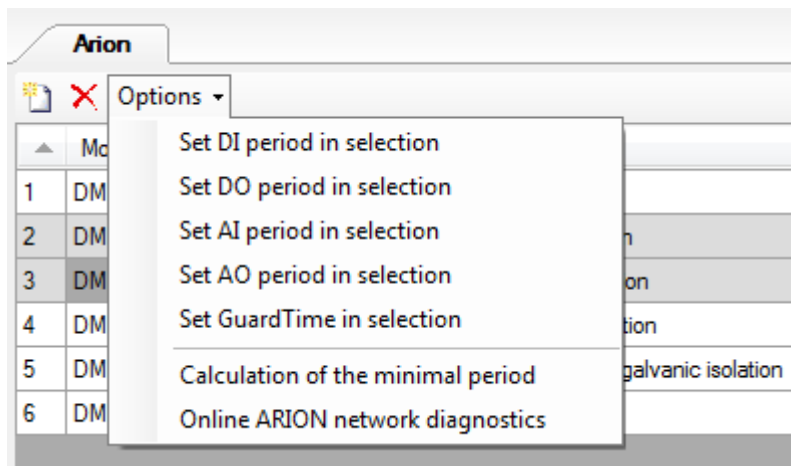 Arion
Options
Mo
Set DI period in selection
1 DM
Set DO period in selection
2 DM n
Set AI period in selection
3 DM on
Set AO period in selection
4 DM tion
Set GuardTime in selection
5 DM galvanic isolation
Calculation of the minimal period
6 DM
Online ARION network diagnostics